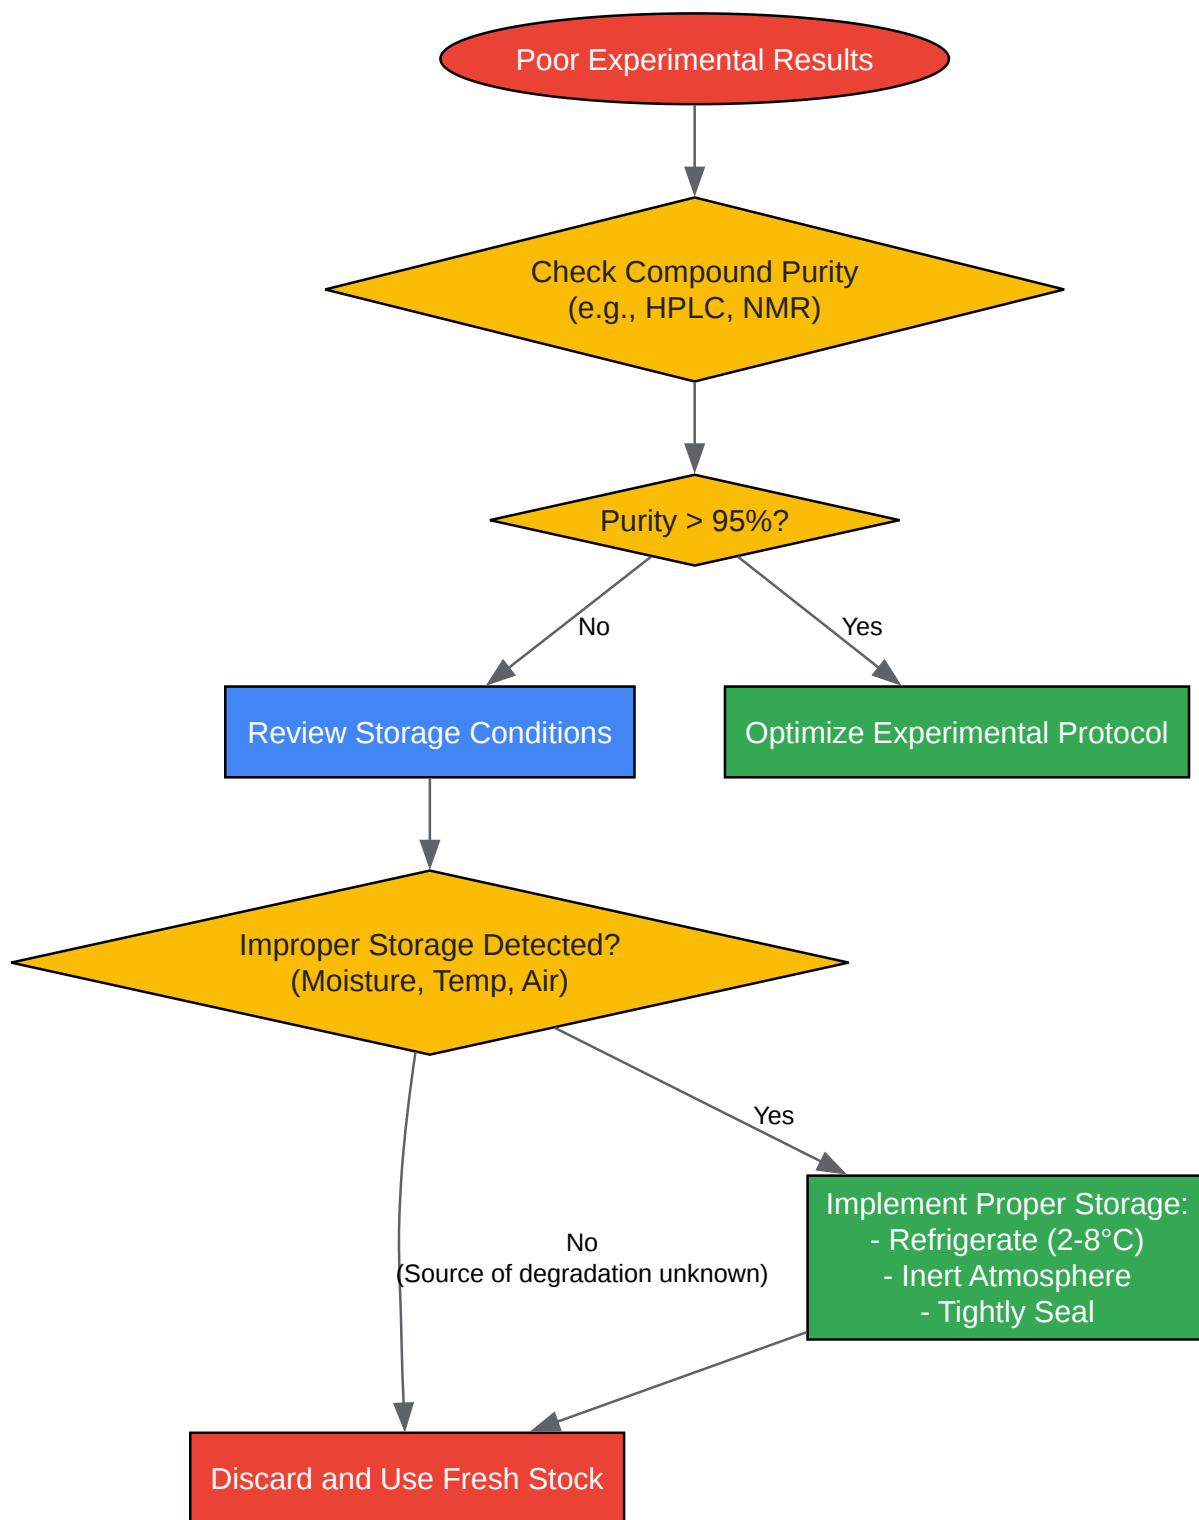 Poor Experimental Results
Check Compound Purity
(e.g., HPLC, NMR)
Purity > 95%?
No
Yes
Review Storage Conditions
Optimize Experimental Protocol
Improper Storage Detected?
(Moisture, Temp, Air)
Yes
No
(Source of degradation unknown)
Implement Proper Storage:
- Refrigerate (2-8°C)
- Inert Atmosphere
- Tightly Seal
Discard and Use Fresh Stock